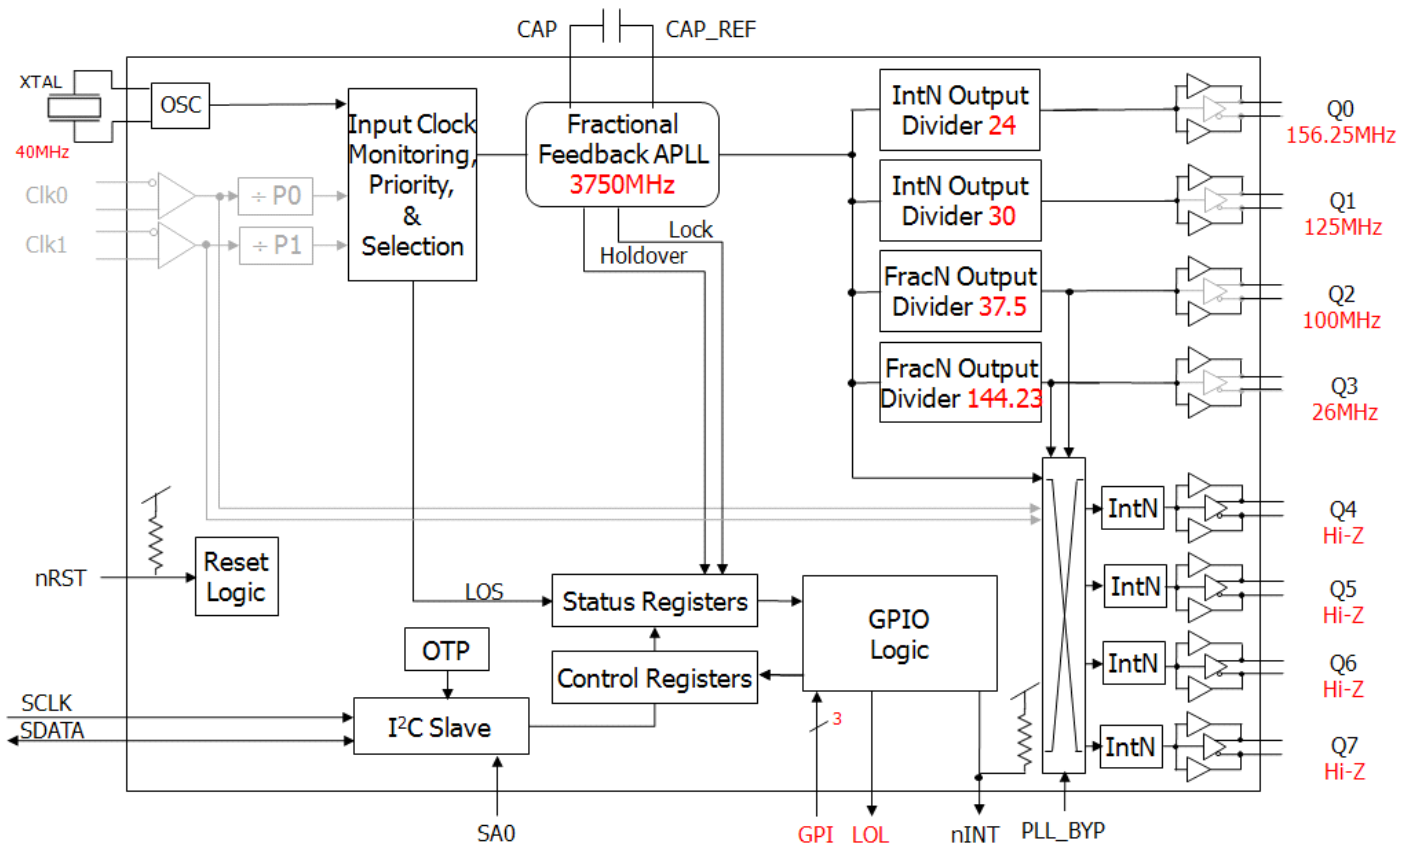 CAP
CAP_REF
XTAL
OSC
40MHz
Clk0
÷ P0
Clk1
÷ P1
Input Clock
Monitoring,
Priority,
&
Selection
Fractional
Feedback APLL
3750MHz
Lock
Holdover
IntN Output
Divider 24
Q0
156.25MHz
IntN Output
Divider 30
Q1
125MHz
FracN Output
Divider 37.5
Q2
100MHz
FracN Output
Divider 144.23
Q3
26MHz
IntN
Q4
Hi-Z
IntN
Q5
Hi-Z
IntN
Q6
Hi-Z
IntN
Q7
Hi-Z
nRST
Reset
Logic
LOS
Status Registers
GPIO
Logic
OTP
Control Registers
SCLK
SDATA
I²C Slave
3
SA0
GPI
LOL
nINT
PLL_BYP